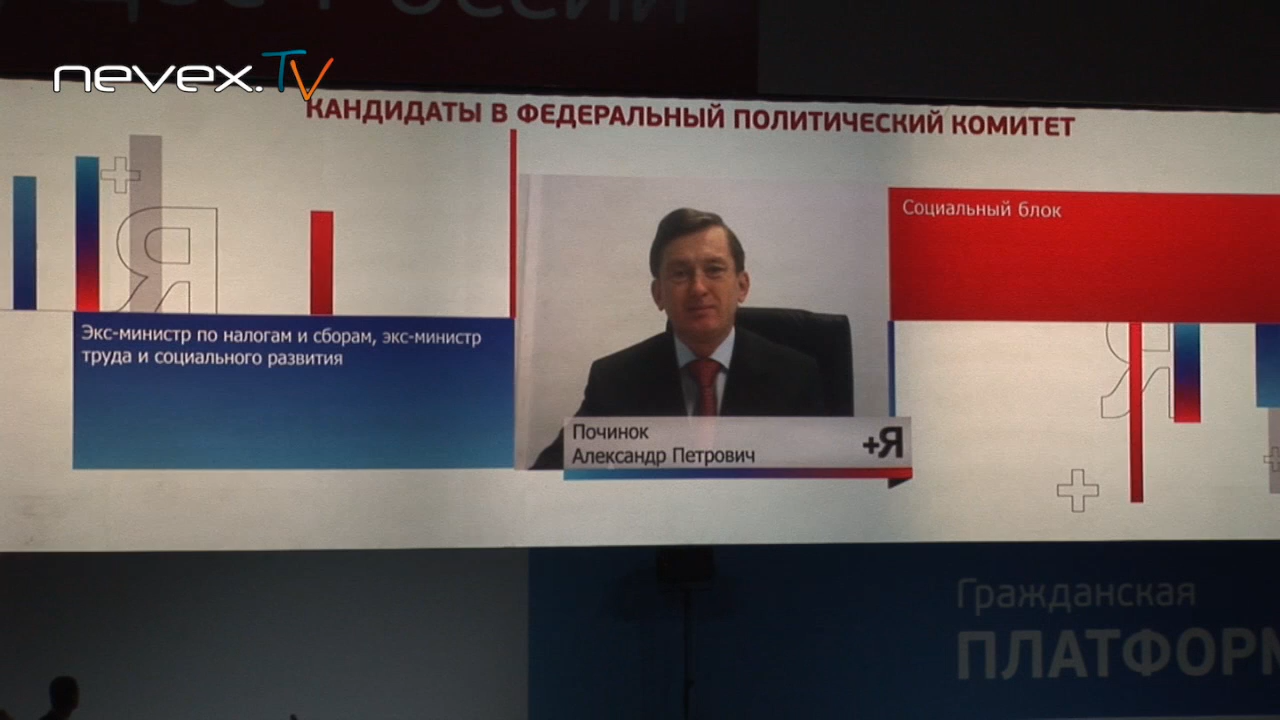 России
nevex.TV
КАНДИДАТЫ В ФЕДЕРАЛЬНЫЙ ПОЛИТИЧЕСКИЙ КОМИТЕТ
Я
Социальный блок
Экс-министр по налогам и сборам, экс-министр
труда и социального развития
Починок
Александр Петрович
+Я
Я
Гражданская
ПЛАТФОРМ